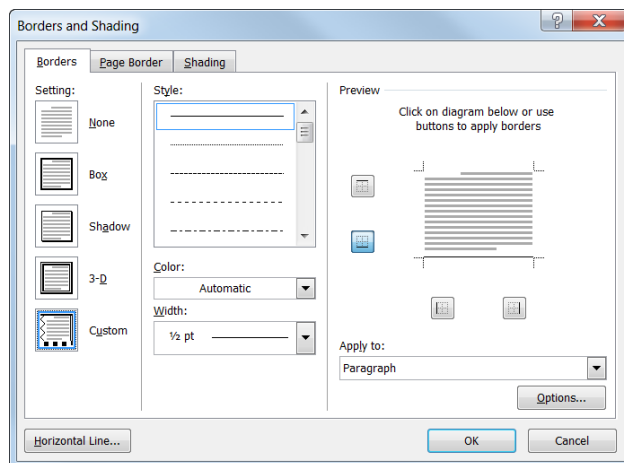 Borders and Shading
Borders
Page Border
Shading
Setting:
None
Box
Shadow
3-D
Custom
Style:
Color:
Automatic
Width:
½ pt
Preview
Click on diagram below or use
buttons to apply borders
Apply to:
Paragraph
Options...
Horizontal Line...
OK
Cancel